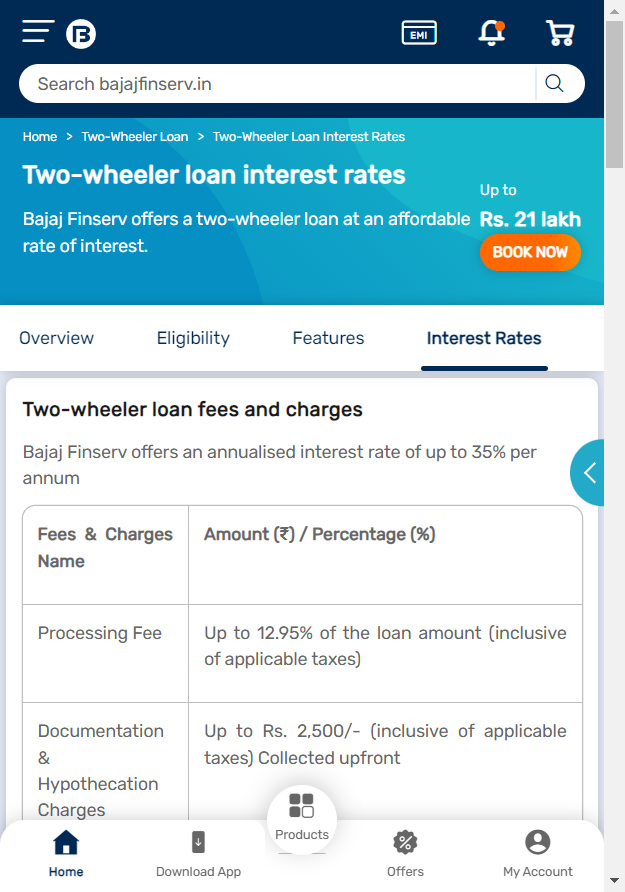 EMI
Search bajajfinserv.in
Home > Two-Wheeler Loan > Two-Wheeler Loan Interest Rates
Two-wheeler loan interest rates
Bajaj Finserv offers a two-wheeler loan at an affordable
rate of interest.
Up to
Rs. 21 lakh
BOOK NOW
Overview Eligibility Features Interest Rates
Two-wheeler loan fees and charges
Bajaj Finserv offers an annualised interest rate of up to 35% per
annum
Fees & Charges
Name
Amount (₹) / Percentage (%)
Processing Fee
Up to 12.95% of the loan amount (inclusive
of applicable taxes)
Documentation
&
Hypothecation
Charges
Up to Rs. 2,500/- (inclusive of applicable
taxes) Collected upfront
Home Download App Products Offers My Account